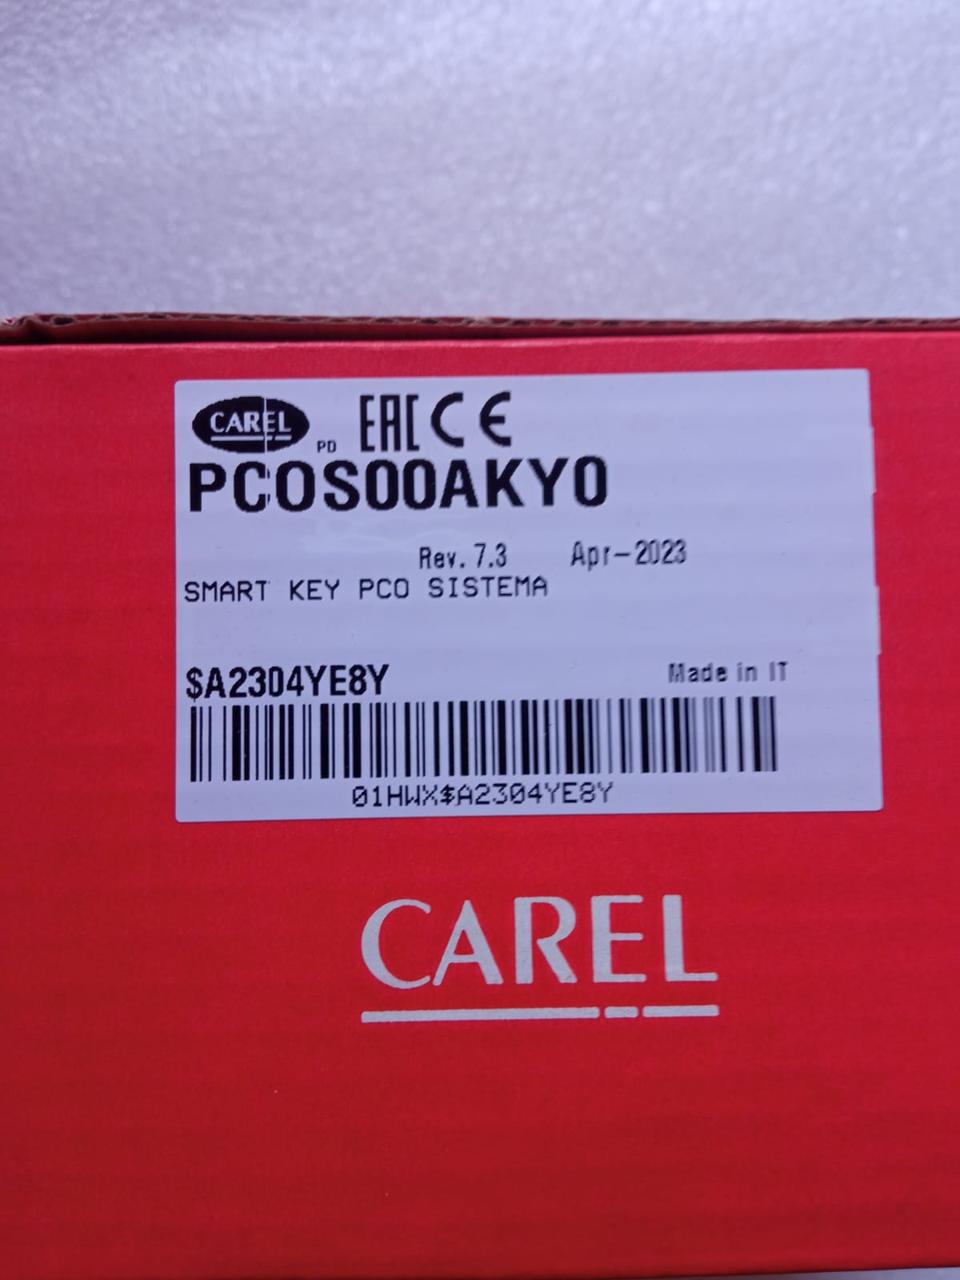 CAREL PD EAC CE
PCOS00AKY0
Rev. 7.3 Apr-2023
SMART KEY PCO SISTEMA
$A2304YE8Y Made in IT
01HWX$A2304YE8Y
CAREL